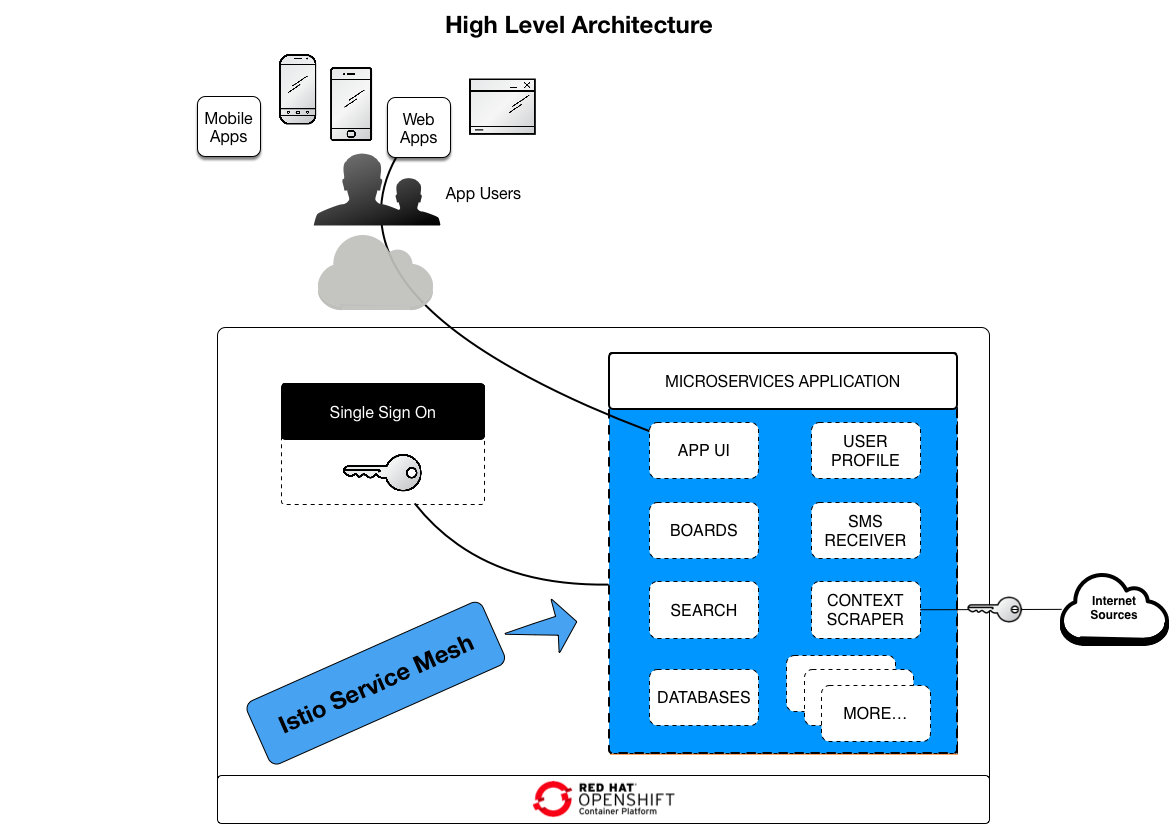 High Level Architecture
Mobile
Apps
Web
Apps
App Users
MICROSERVICES APPLICATION
Single Sign On
APP UI
USER
PROFILE
BOARDS
SMS
RECEIVER
SEARCH
CONTEXT
SCRAPER
Internet
Sources
Istio Service Mesh
DATABASES
MORE...
RED HAT
OPENSHIFT
Container Platform